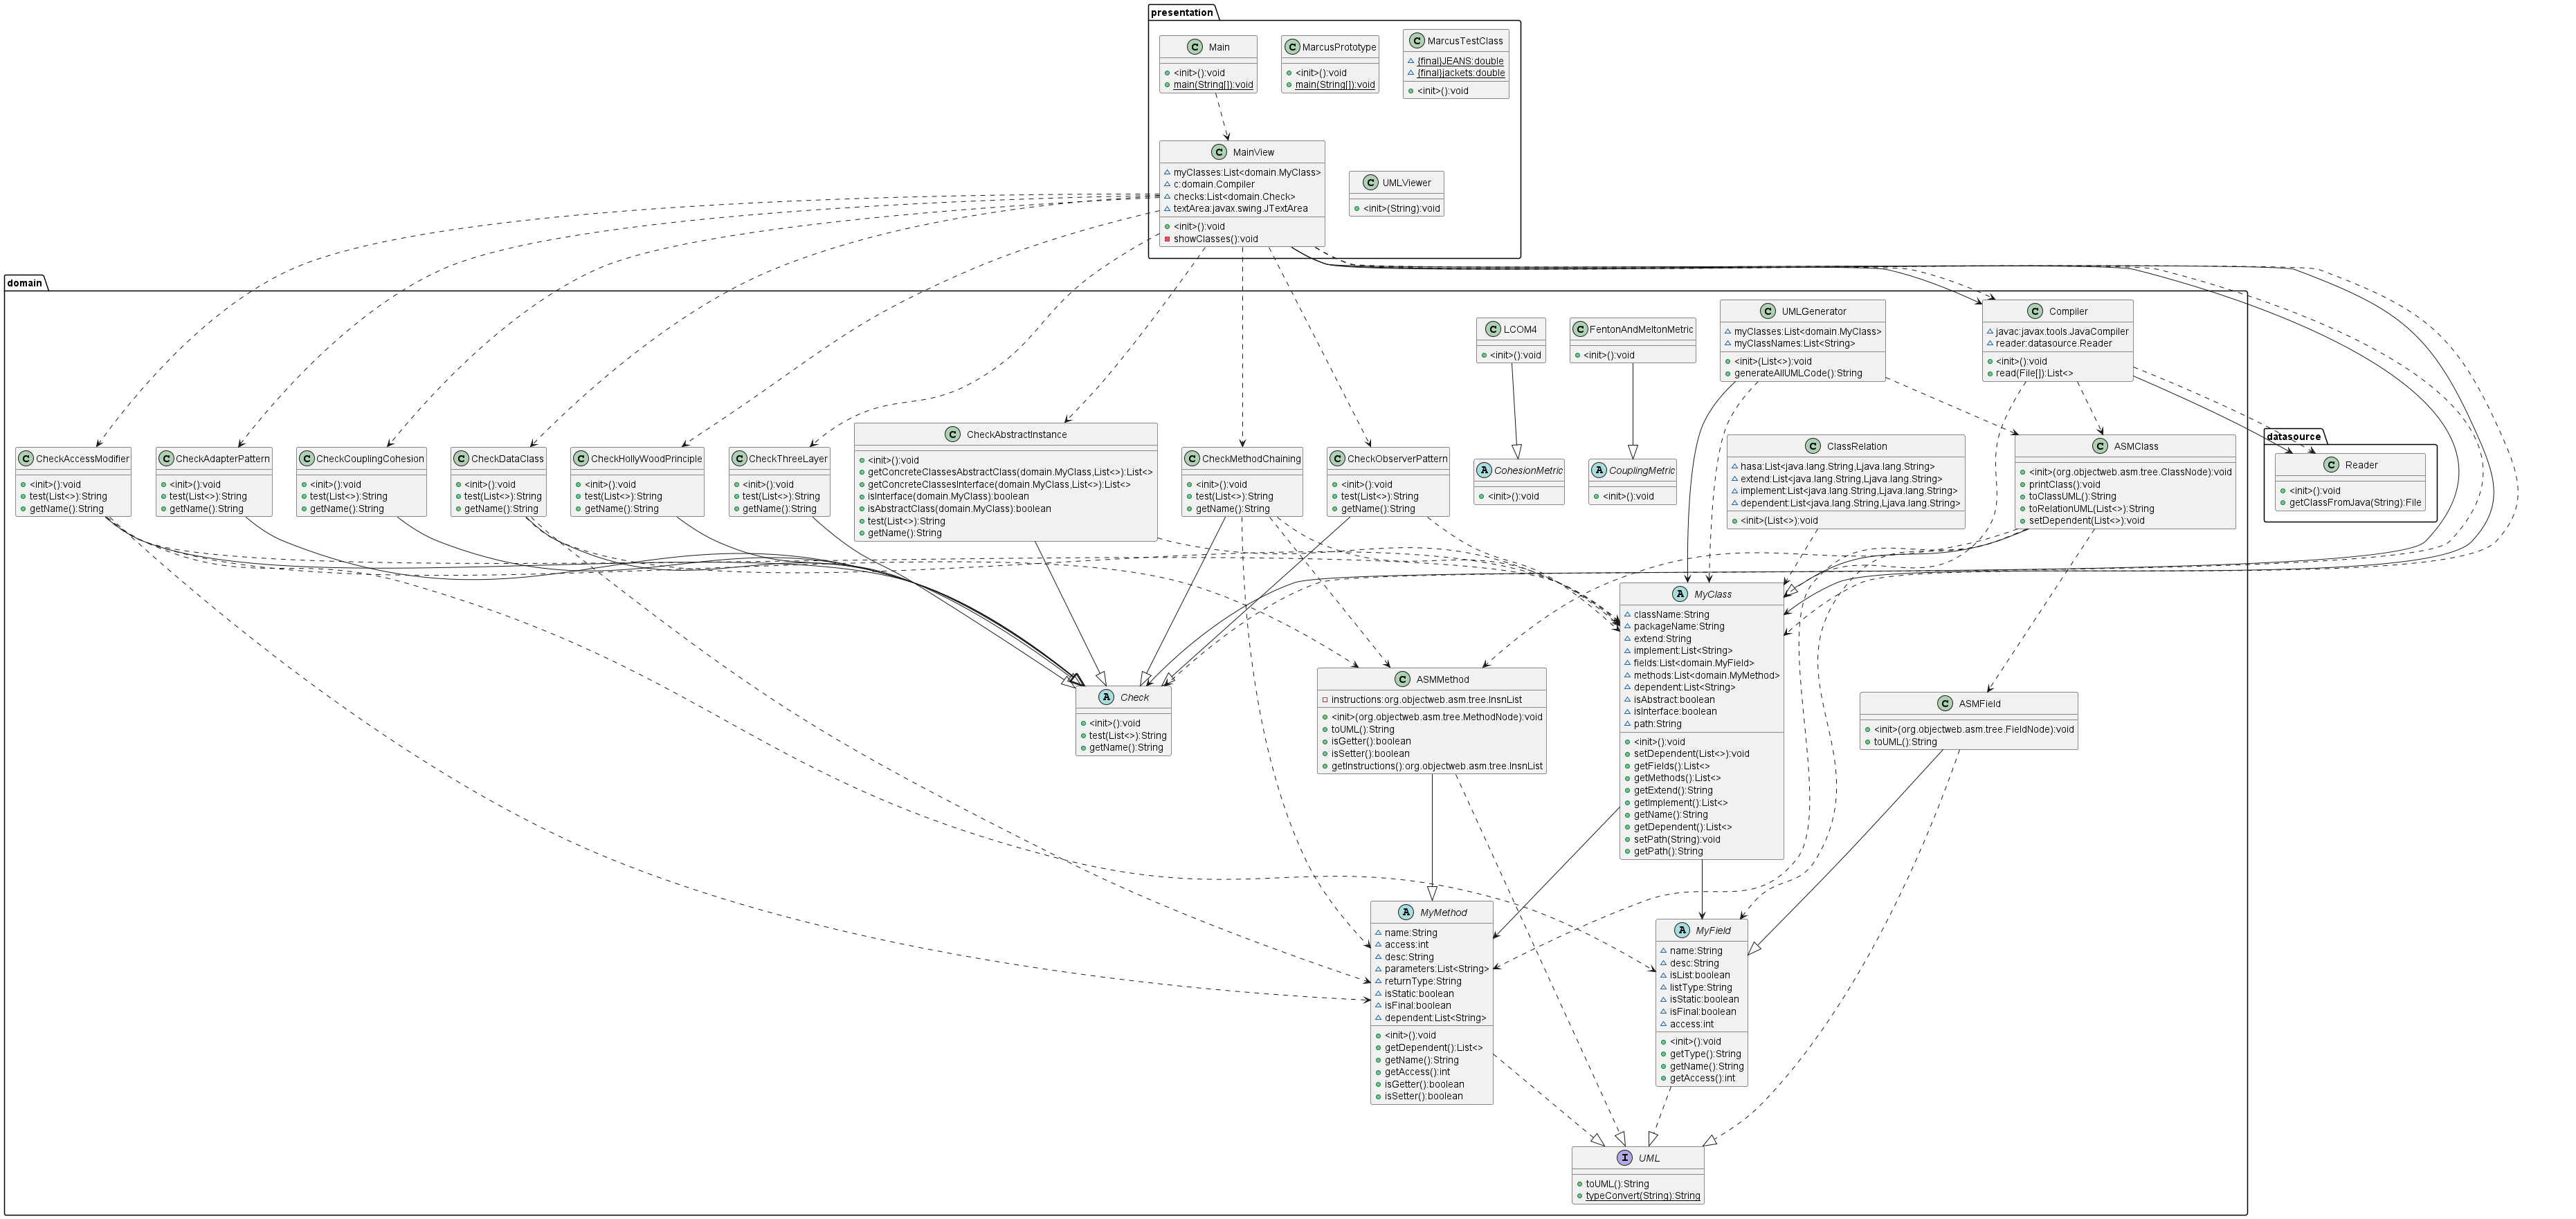 presentation
C Main
<init>():void
main(String[]):void
C MarcusPrototype
<init>():void
main(String[]):void
C MarcusTestClass
{final}JEANS:double
{final}jackets:double
<init>():void
C MainView
myClasses:List<domain.MyClass>
c:domain.Compiler
checks:List<domain.Check>
textArea:javax.swing.JTextArea
<init>():void
showClasses():void
C UMLViewer
<init>(String):void
domain
C LCOM4
<init>():void
C FentonAndMeltonMetric
<init>():void
C UMLGenerator
myClasses:List<domain.MyClass>
myClassNames:List<String>
<init>(List<>):void
generateAllUMLCode():String
C Compiler
javac:javax.tools.JavaCompiler
reader:datasource.Reader
<init>():void
read(File[]):List<>
C CheckAccessModifier
<init>():void
test(List<>):String
getName():String
C CheckAdapterPattern
<init>():void
test(List<>):String
getName():String
C CheckCouplingCohesion
<init>():void
test(List<>):String
getName():String
C CheckDataClass
<init>():void
test(List<>):String
getName():String
C CheckHollyWoodPrinciple
<init>():void
test(List<>):String
getName():String
C CheckThreeLayer
<init>():void
test(List<>):String
getName():String
C CheckAbstractInstance
<init>():void
getConcreteClassesAbstractClass(domain.MyClass,List<>):List<>
getConcreteClassesInterface(domain.MyClass,List<>):List<>
isInterface(domain.MyClass):boolean
isAbstractClass(domain.MyClass):boolean
test(List<>):String
getName():String
C CheckMethodChaining
<init>():void
test(List<>):String
getName():String
C CheckObserverPattern
<init>():void
test(List<>):String
getName():String
A CohesionMetric
<init>():void
A CouplingMetric
<init>():void
C ClassRelation
hasa:List<java.lang.String,Ljava.lang.String>
extend:List<java.lang.String,Ljava.lang.String>
implement:List<java.lang.String,Ljava.lang.String>
dependent:List<java.lang.String,Ljava.lang.String>
<init>(List<>):void
C ASMClass
<init>(org.objectweb.asm.tree.ClassNode):void
printClass():void
toClassUML():String
toRelationUML(List<>):String
setDependent(List<>):void
datasource
C Reader
<init>():void
getClassFromJava(String):File
A MyClass
className:String
packageName:String
extend:String
implement:List<String>
fields:List<domain.MyField>
methods:List<domain.MyMethod>
dependent:List<String>
isAbstract:boolean
isInterface:boolean
path:String
<init>():void
setDependent(List<>):void
getFields():List<>
getMethods():List<>
getExtend():String
getImplement():List<>
getName():String
getDependent():List<>
setPath(String):void
getPath():String
A Check
<init>():void
test(List<>):String
getName():String
C ASMMethod
instructions:org.objectweb.asm.tree.InsnList
<init>(org.objectweb.asm.tree.MethodNode):void
toUML():String
isGetter():boolean
isSetter():boolean
getInstructions():org.objectweb.asm.tree.InsnList
C ASMField
<init>(org.objectweb.asm.tree.FieldNode):void
toUML():String
A MyMethod
name:String
access:int
desc:String
parameters:List<String>
returnType:String
isStatic:boolean
isFinal:boolean
dependent:List<String>
<init>():void
getDependent():List<>
getName():String
getAccess():int
isGetter():boolean
isSetter():boolean
A MyField
name:String
desc:String
isList:boolean
listType:String
isStatic:boolean
isFinal:boolean
access:int
<init>():void
getType():String
getName():String
getAccess():int
I UML
toUML():String
typeConvert(String):String